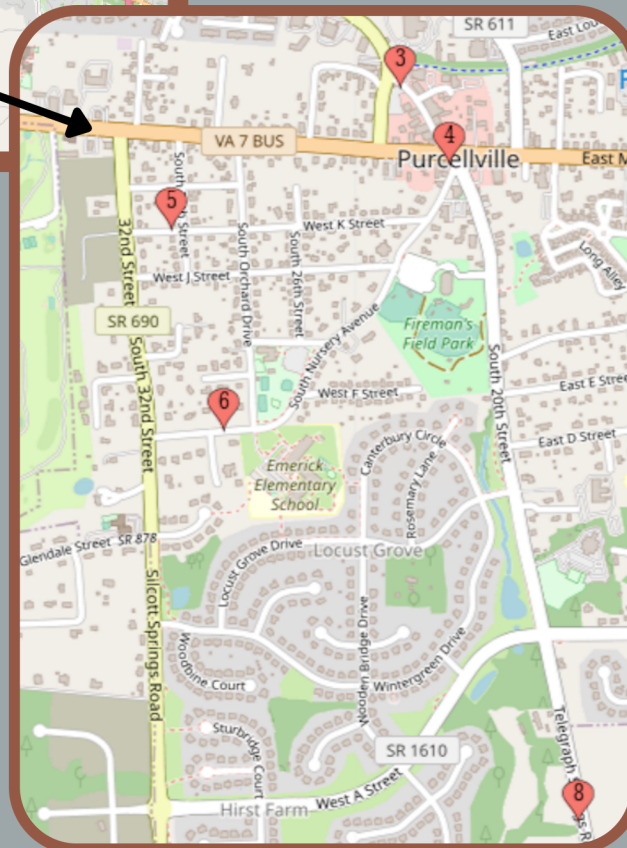 SR 611
East Lou
3
F
4
VA 7 BUS
Purcellville
East M
5
South
h Street
32nd Street
West K Street
South Orchard Drive
South 26th Street
Long Alley
West J Street
SR 690
Fireman's
Field Park
South Nursery Avenue
South 32nd Street
South 20th Street
West F Street
East E Stree
6
Canterbury Circle
East D Street
Rosemary Lane
Emerick
Elementary
School
Glendale Street SR 878
Locust Grove Drive
Locust Grove
Silcott Springs Road
Wooden Bridge Drive
Wintergreen Drive
Woodbine Court
Sturbridge Court
SR 1610
Telegraph S
gs R
8
Hirst Farm
West A Street